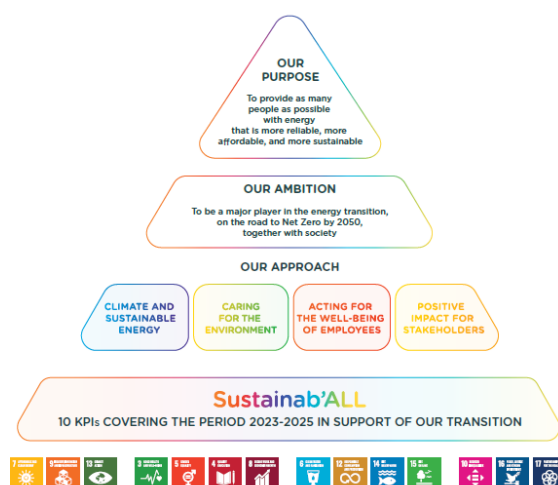 OUR
PURPOSE
To provide as many
people as possible
with energy
that is more reliable, more
affordable, and more sustainable
OUR AMBITION
To be a major player in the energy transition,
on the road to Net Zero by 2050,
together with society
OUR APPROACH
CLIMATE AND
SUSTAINABLE
ENERGY
CARING
FOR THE
ENVIRONMENT
ACTING FOR
THE WELL-BEING
OF EMPLOYEES
POSITIVE
IMPACT FOR
STAKEHOLDERS
Sustainab'ALL
10 KPIs COVERING THE PERIOD 2023-2025 IN SUPPORT OF OUR TRANSITION
7
9
13
3
5
4
8
6
12
14
15
10
16
17